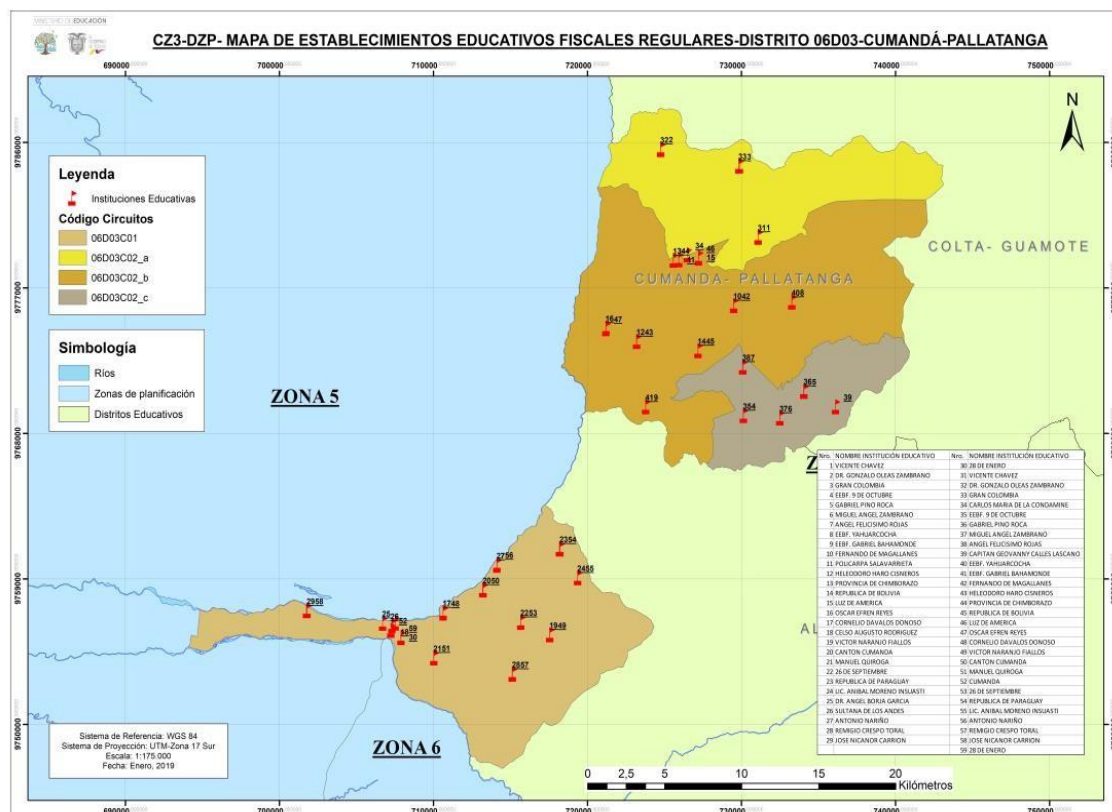 MINISTERIO DE EDUCACIÓN
CZ3-DZP- MAPA DE ESTABLECIMIENTOS EDUCATIVOS FISCALES REGULARES-DISTRITO 06D03-CUMANDÁ-PALLATANGA
690000 700000 710000 720000 730000 740000 750000
N
9786000
9777000
9768000
9759000
9750000
Leyenda
Instituciones Educativas
Código Circuitos
06D03C01
06D03C02_a
06D03C02_b
06D03C02_c
Simbología
Ríos
Zonas de planificación
Distritos Educativos
322
333
311
34 46
15
COLTA- GUAMOTE
CUMANDA- PALLATANGA
1042
408
1647
1243
1445
387
365
39
419
354
376
ZONA 5
2354
2756
2455
2050
2958
1748
25
52
59
30
2253
1949
2151
2857
ZONA 6
Nro. NOMBRE INSTITUCIÓN EDUCATIVO Nro. NOMBRE INSTITUCIÓN EDUCATIVO
1 VICENTE CHAVEZ 30 28 DE ENERO
2 DR. GONZALO OLEAS ZAMBRANO 31 VICENTE CHAVEZ
3 GRAN COLOMBIA 32 DR. GONZALO OLEAS ZAMBRANO
4 EEBF. 9 DE OCTUBRE 33 GRAN COLOMBIA
5 GABRIEL PINO ROCA 34 CARLOS MARIA DE LA CONDAMINE
6 MIGUEL ANGEL ZAMBRANO 35 EEBF. 9 DE OCTUBRE
7 ANGEL FELICISIMO ROJAS 36 GABRIEL PINO ROCA
8 EEBF. YAHUARCOCHA 37 MIGUEL ANGEL ZAMBRANO
9 EEBF. GABRIEL BAHAMONDE 38 ANGEL FELICISIMO ROJAS
10 FERNANDO DE MAGALLANES 39 CAPITAN GEOVANNY CALLES LASCANO
11 POLICARPA SALAVARRIETA 40 EEBF. YAHUARCOCHA
12 HELEODORO HARO CISNEROS 41 EEBF. GABRIEL BAHAMONDE
13 PROVINCIA DE CHIMBORAZO 42 FERNANDO DE MAGALLANES
14 REPUBLICA DE BOLIVIA 43 HELEODORO HARO CISNEROS
15 LUZ DE AMERICA 44 PROVINCIA DE CHIMBORAZO
16 OSCAR EFREN REYES 45 REPUBLICA DE BOLIVIA
17 CORNELIO DAVALOS DONOSO 46 LUZ DE AMERICA
18 CELSO AUGUSTO RODRIGUEZ 47 OSCAR EFREN REYES
19 VICTOR NARANJO FIALLOS 48 CORNELIO DAVALOS DONOSO
20 CANTON CUMANDA 49 VICTOR NARANJO FIALLOS
21 MANUEL QUIROGA 50 CANTON CUMANDA
22 26 DE SEPTIEMBRE 51 MANUEL QUIROGA
23 REPUBLICA DE PARAGUAY 52 CUMANDA
24 LIC. ANIBAL MORENO INSUASTI 53 26 DE SEPTIEMBRE
25 DR. ANGEL BORJA GARCIA 54 REPUBLICA DE PARAGUAY
26 SULTANA DE LOS ANDES 55 LIC. ANIBAL MORENO INSUASTI
27 ANTONIO NARIÑO 56 ANTONIO NARIÑO
28 REMIGIO CRESPO TORAL 57 REMIGIO CRESPO TORAL
29 JOSE NICANOR CARRION 58 JOSE NICANOR CARRION
59 28 DE ENERO
Sistema de Referencia: WGS 84
Sistema de Proyección: UTM-Zona 17 Sur
Escala: 1:175.000
Fecha: Enero, 2019
0 2,5 5 10 15 20
Kilómetros